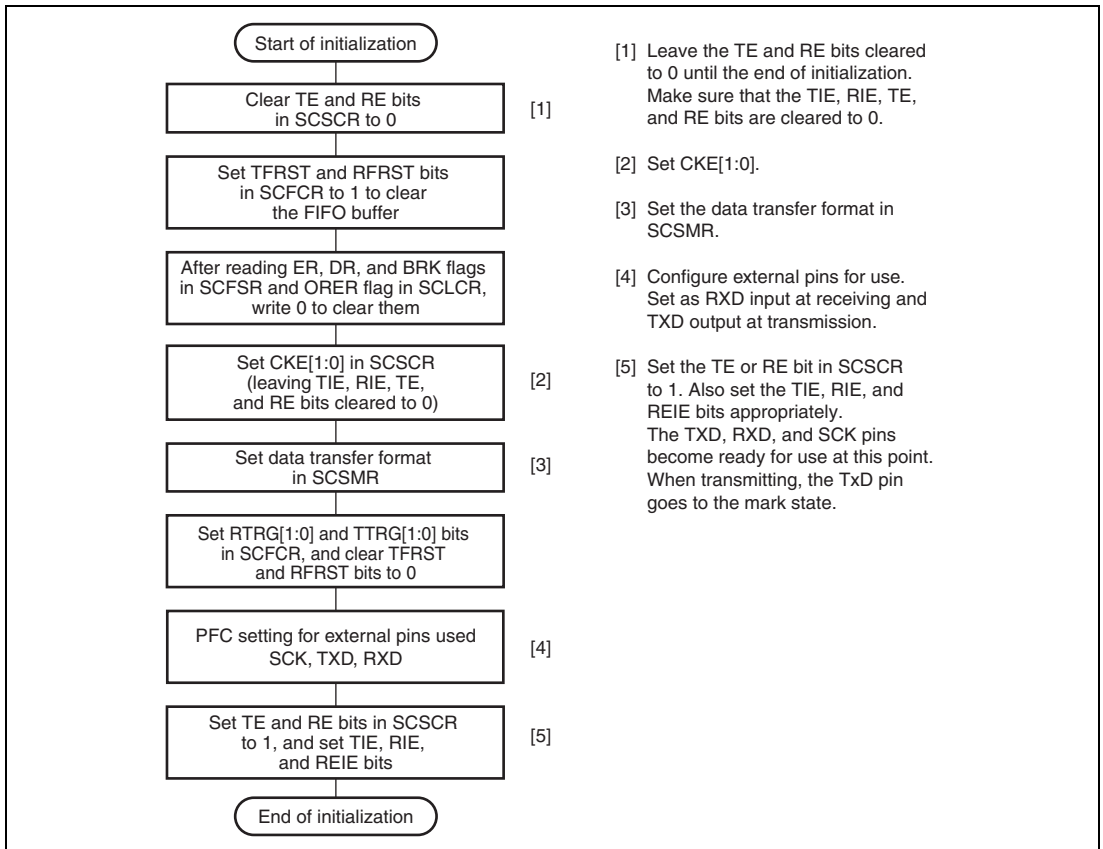 Start of initialization
Clear TE and RE bits
in SCSCR to 0
[1]
Set TFRST and RFRST bits
in SCFCR to 1 to clear
the FIFO buffer
After reading ER, DR, and BRK flags
in SCFSR and ORER flag in SCLCR,
write 0 to clear them
Set CKE[1:0] in SCSCR
(leaving TIE, RIE, TE,
and RE bits cleared to 0)
[2]
Set data transfer format
in SCSMR
[3]
Set RTRG[1:0] and TTRG[1:0] bits
in SCFCR, and clear TFRST
and RFRST bits to 0
PFC setting for external pins used
SCK, TXD, RXD
[4]
Set TE and RE bits in SCSCR
to 1, and set TIE, RIE,
and REIE bits
[5]
End of initialization
[1] Leave the TE and RE bits cleared
to 0 until the end of initialization.
Make sure that the TIE, RIE, TE,
and RE bits are cleared to 0.
[2] Set CKE[1:0].
[3] Set the data transfer format in
SCSMR.
[4] Configure external pins for use.
Set as RXD input at receiving and
TXD output at transmission.
[5] Set the TE or RE bit in SCSCR
to 1. Also set the TIE, RIE, and
REIE bits appropriately.
The TXD, RXD, and SCK pins
become ready for use at this point.
When transmitting, the TxD pin
goes to the mark state.